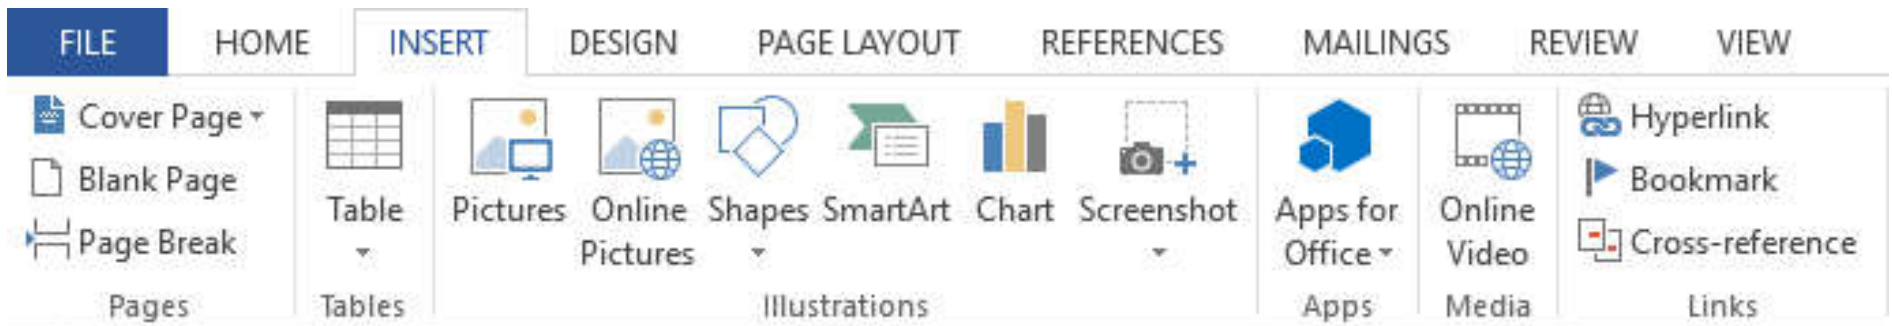 FILE HOME INSERT DESIGN PAGE LAYOUT REFERENCES MAILINGS REVIEW VIEW
Cover Page
Blank Page
Page Break
Pages
Table
Tables
Pictures
Online
Pictures
Shapes
SmartArt
Chart
Screenshot
Illustrations
Apps for
Office
Apps
Online
Video
Media
Hyperlink
Bookmark
Cross-reference
Links